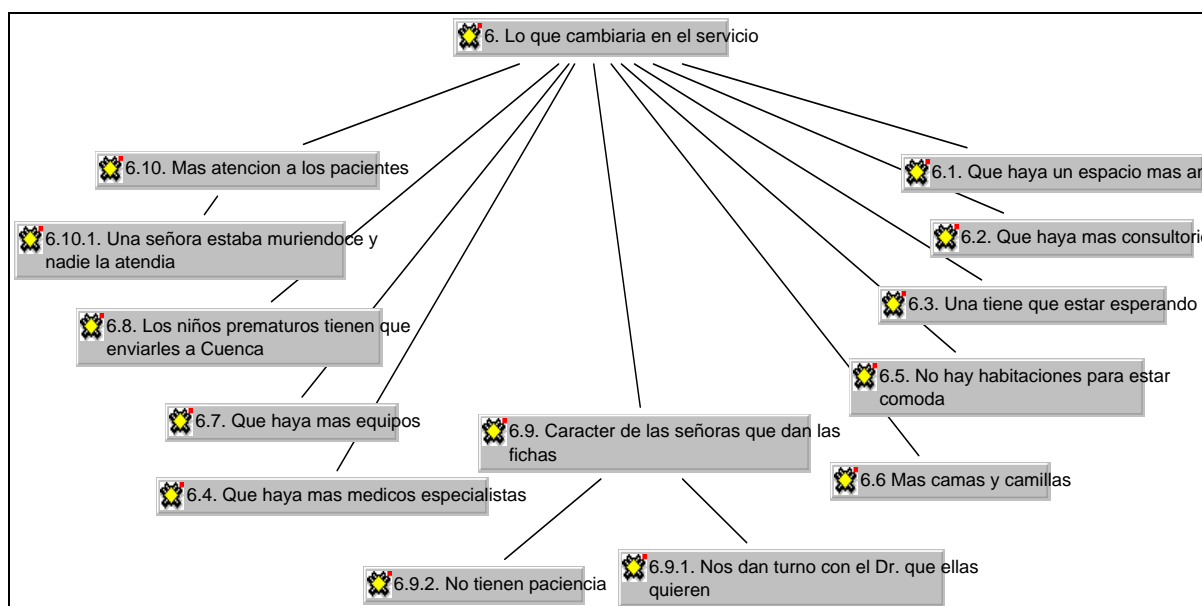 6. Lo que cambiaria en el servicio
6.10. Mas atencion a los pacientes
6.1. Que haya un espacio mas
6.10.1. Una señora estaba muriendoce y
nadie la atendia
6.2. Que haya mas
6.3. Una tiene que estar esperando
6.8. Los niños prematuros tienen que
enviarles a Cuenca
6.5. No hay habitaciones para estar
comoda
6.7. Que haya mas equipos
6.9. Caracter de las señoras que dan las
fichas
6.6 Mas camas y camillas
6.4. Que haya mas medicos especialistas
6.9.2. No tienen paciencia
6.9.1. Nos dan turno con el Dr. que ellas
quieren